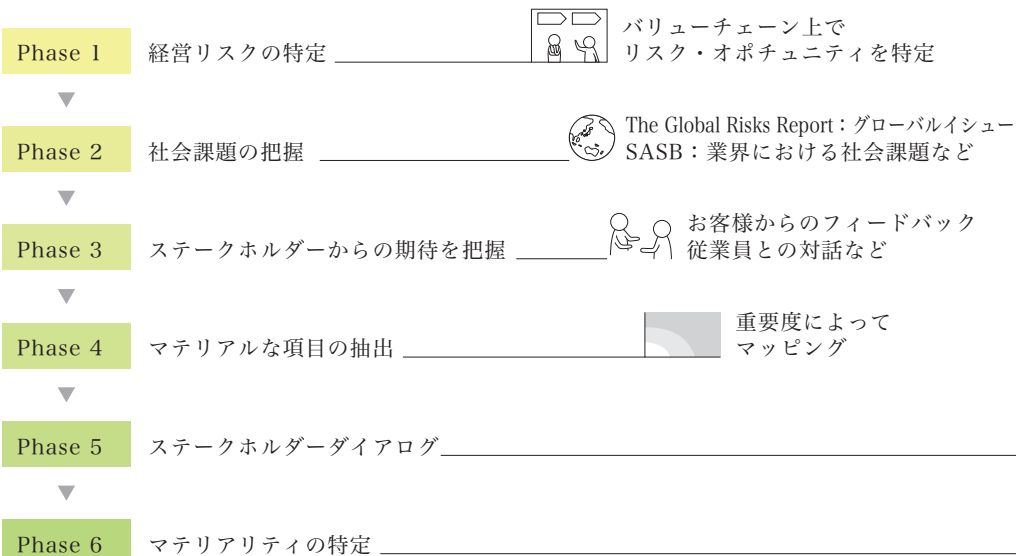 Phase 1
経営リスクの特定
バリューチェーン上で
リスク・オポチュニティを特定
Phase 2
社会課題の把握
The Global Risks Report：グローバルイシュー
SASB：業界における社会課題など
Phase 3
ステークホルダーからの期待を把握
お客様からのフィードバック
従業員との対話など
Phase 4
マテリアルな項目の抽出
重要度によって
マッピング
Phase 5
ステークホルダーダイアログ
Phase 6
マテリアリティの特定